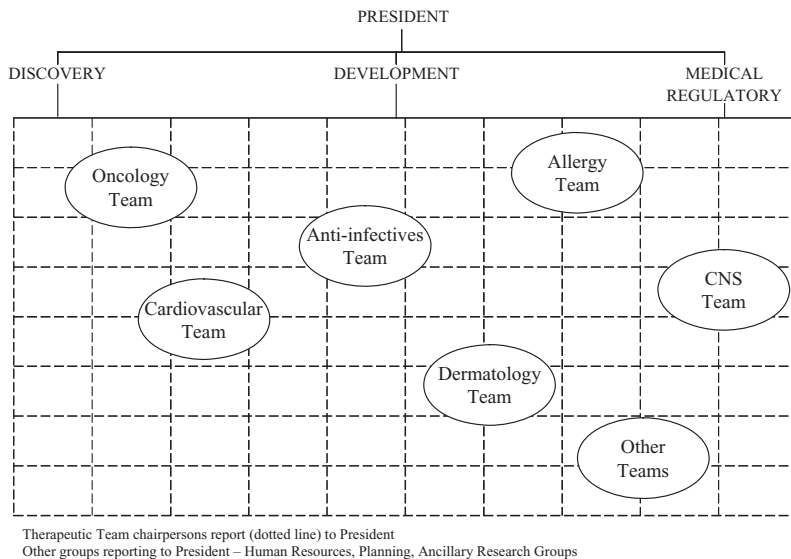 PRESIDENT
DISCOVERY
DEVELOPMENT
MEDICAL
REGULATORY
Oncology
Team
Allergy
Team
Anti-infectives
Team
CNS
Team
Cardiovascular
Team
Dermatology
Team
Other
Teams
Therapeutic Team chairpersons report (dotted line) to President
Other groups reporting to President – Human Resources, Planning, Ancillary Research Groups